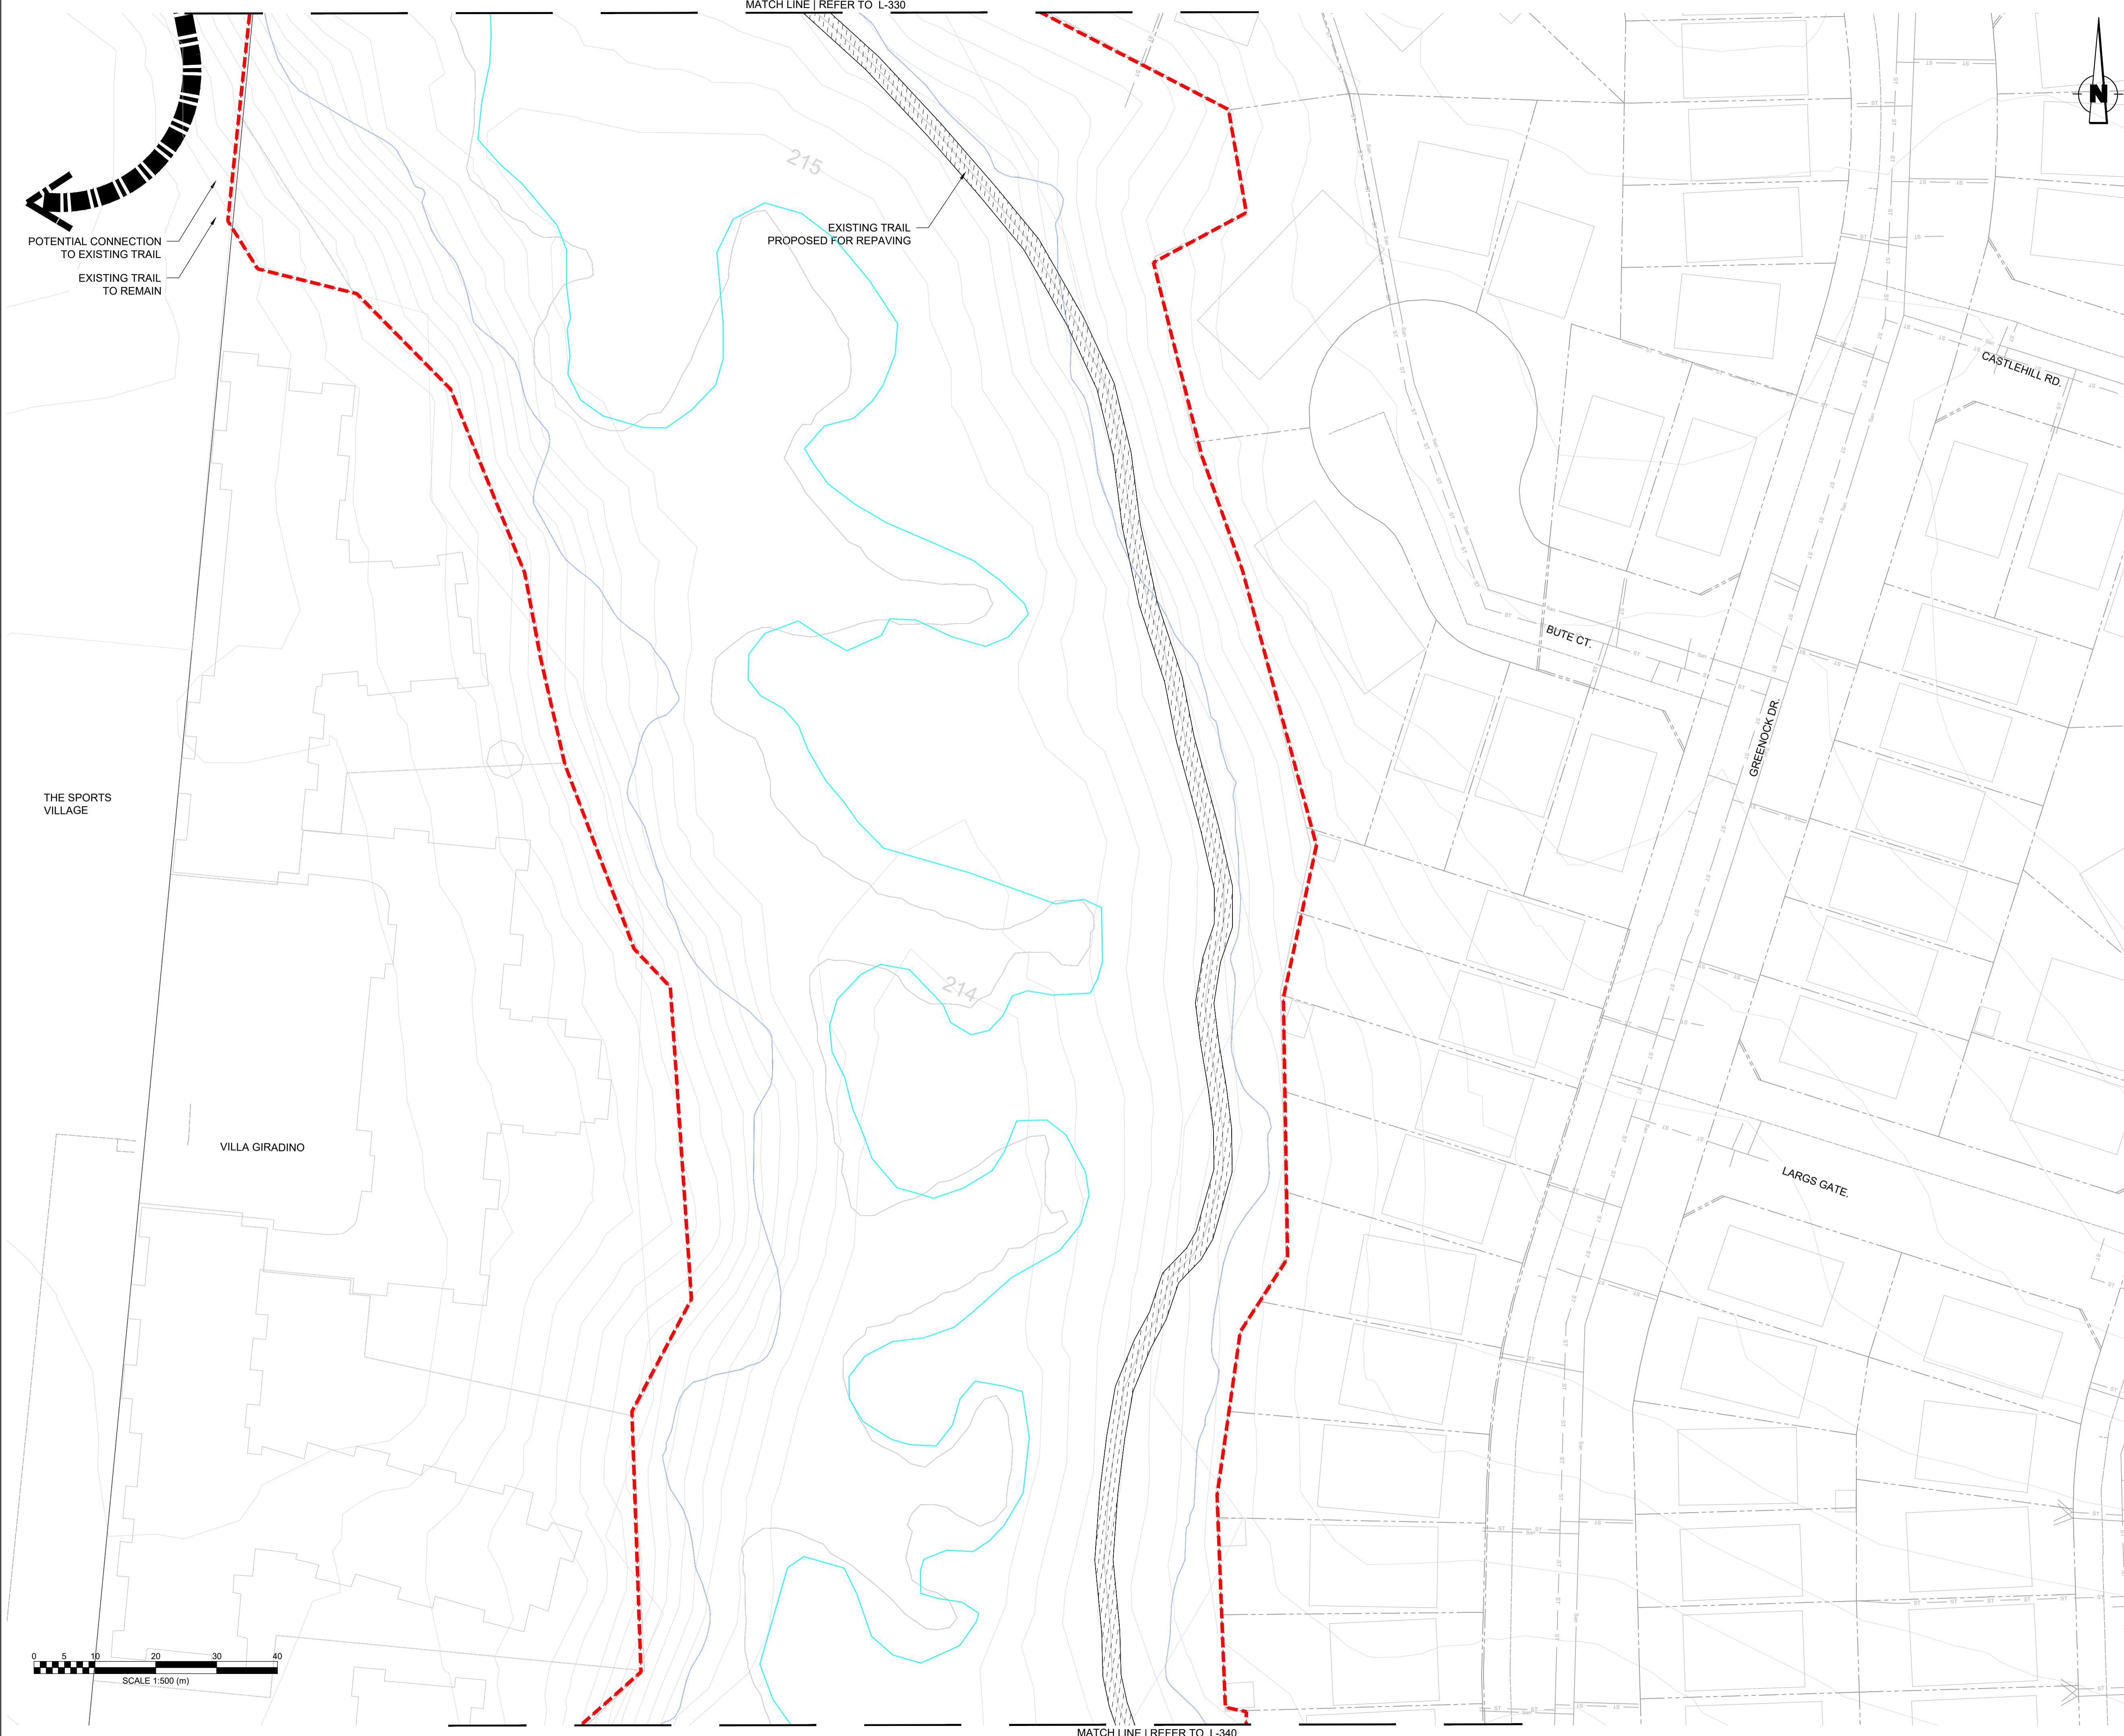 MATCH LINE | REFER TO L-330
N
215
POTENTIAL CONNECTION
TO EXISTING TRAIL
EXISTING TRAIL
TO REMAIN
EXISTING TRAIL
PROPOSED FOR REPAVING
CASTLEHILL RD.
BUTE CT.
GREENOCK DR.
THE SPORTS
VILLAGE
214
VILLA GIRADINO
LARGS GATE.
0 5 10 20 30 40
SCALE 1:500 (m)
MATCH LINE | REFER TO L-340